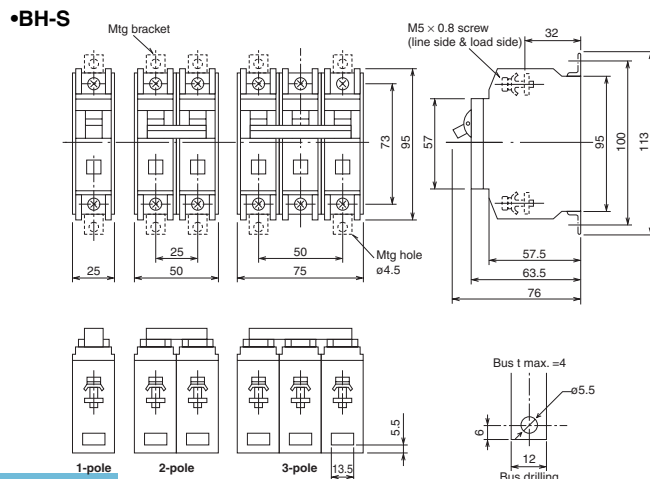 •BH-S
Mtg bracket
M5 × 0.8 screw
(line side & load side)
32
73
95
57
95
100
113
25
50
Mtg hole
ø4.5
25
50
75
57.5
63.5
76
Bus t max. =4
ø5.5
6
12
Bus drilling
5.5
13.5
1-pole
2-pole
3-pole